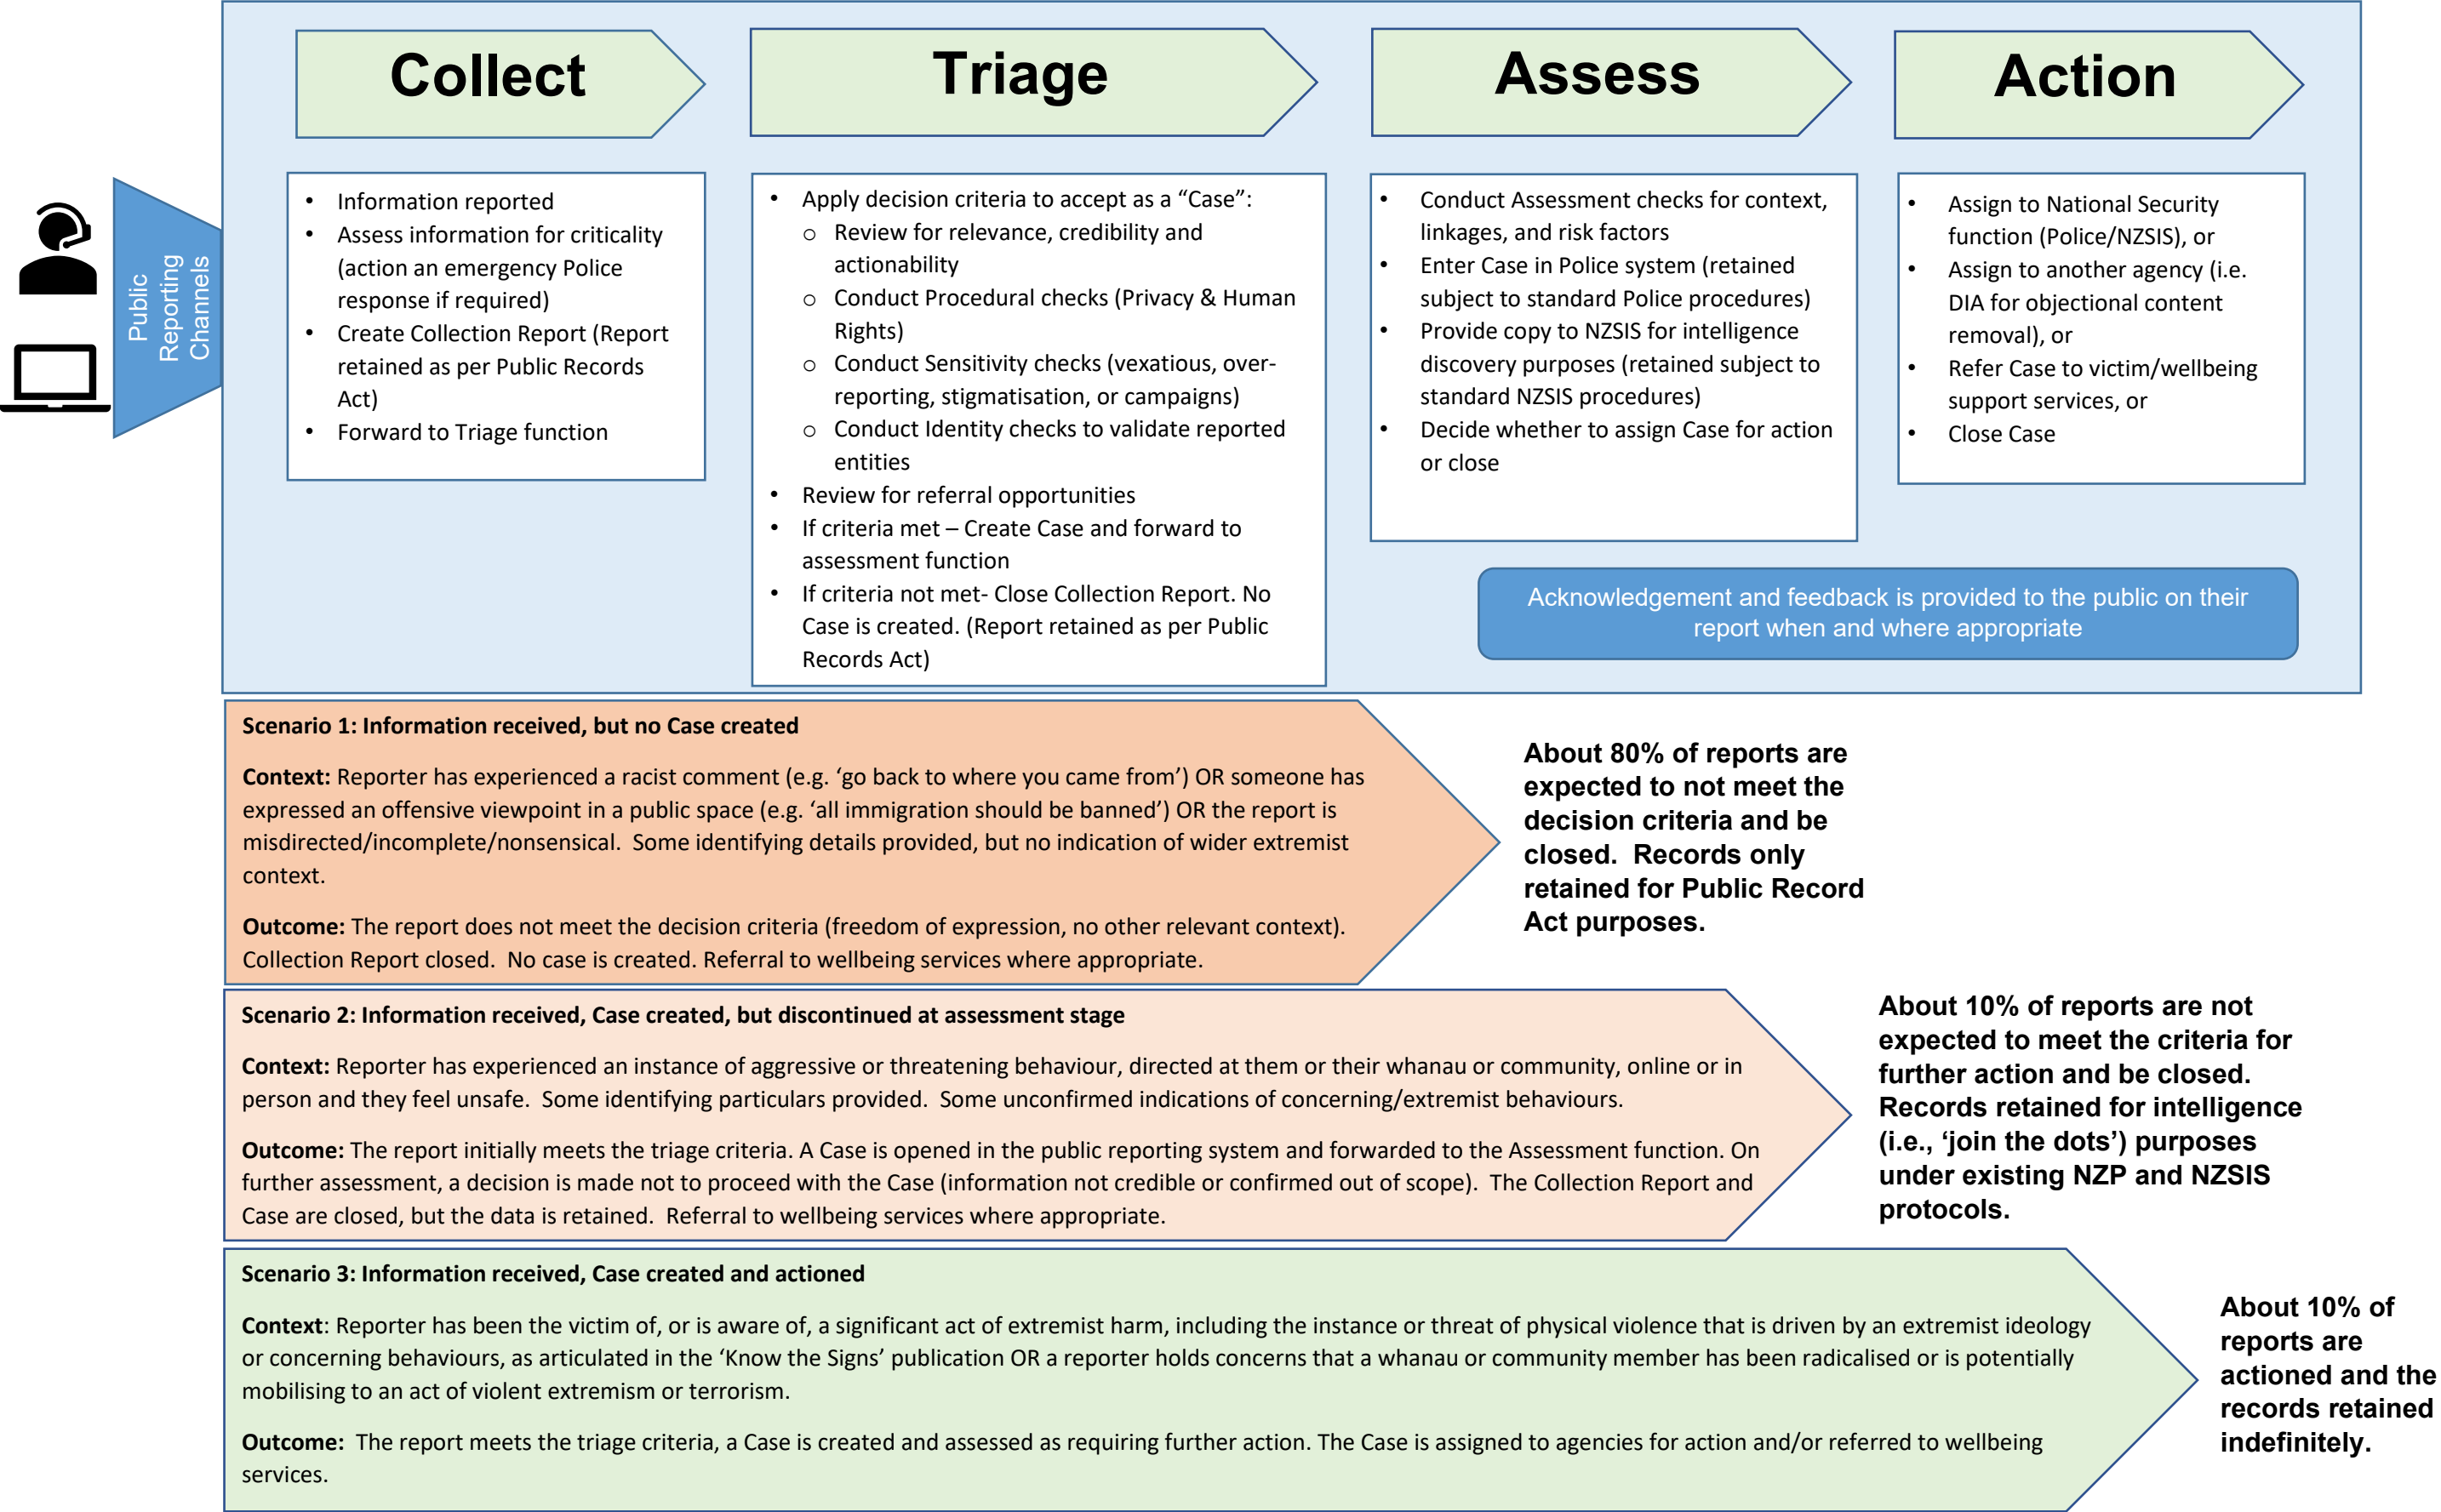 Collect
Triage
Assess
Action
Public
Reporting
Channels
• Information reported
• Assess information for criticality
(action an emergency Police
response if required)
• Create Collection Report (Report
retained as per Public Records
Act)
• Forward to Triage function
• Apply decision criteria to accept as a “Case”:
o Review for relevance, credibility and
actionability
o Conduct Procedural checks (Privacy & Human
Rights)
o Conduct Sensitivity checks (vexatious, over-
reporting, stigmatisation, or campaigns)
o Conduct Identity checks to validate reported
entities
• Review for referral opportunities
• If criteria met – Create Case and forward to
assessment function
• If criteria not met- Close Collection Report. No
Case is created. (Report retained as per Public
Records Act)
• Conduct Assessment checks for context,
linkages, and risk factors
• Enter Case in Police system (retained
subject to standard Police procedures)
• Provide copy to NZSIS for intelligence
discovery purposes (retained subject to
standard NZSIS procedures)
• Decide whether to assign Case for action
or close
• Assign to National Security
function (Police/NZSIS), or
• Assign to another agency (i.e.
DIA for objectional content
removal), or
• Refer Case to victim/wellbeing
support services, or
• Close Case
Acknowledgement and feedback is provided to the public on their
report when and where appropriate
Scenario 1: Information received, but no Case created
Context: Reporter has experienced a racist comment (e.g. ‘go back to where you came from’) OR someone has
expressed an offensive viewpoint in a public space (e.g. ‘all immigration should be banned’) OR the report is
misdirected/incomplete/nonsensical. Some identifying details provided, but no indication of wider extremist
context.
Outcome: The report does not meet the decision criteria (freedom of expression, no other relevant context).
Collection Report closed. No case is created. Referral to wellbeing services where appropriate.
About 80% of reports are
expected to not meet the
decision criteria and be
closed. Records only
retained for Public Record
Act purposes.
Scenario 2: Information received, Case created, but discontinued at assessment stage
Context: Reporter has experienced an instance of aggressive or threatening behaviour, directed at them or their whanau or community, online or in
person and they feel unsafe. Some identifying particulars provided. Some unconfirmed indications of concerning/extremist behaviours.
Outcome: The report initially meets the triage criteria. A Case is opened in the public reporting system and forwarded to the Assessment function. On
further assessment, a decision is made not to proceed with the Case (information not credible or confirmed out of scope). The Collection Report and
Case are closed, but the data is retained. Referral to wellbeing services where appropriate.
About 10% of reports are not
expected to meet the criteria for
further action and be closed.
Records retained for intelligence
(i.e., ‘join the dots’) purposes
under existing NZP and NZSIS
protocols.
Scenario 3: Information received, Case created and actioned
Context: Reporter has been the victim of, or is aware of, a significant act of extremist harm, including the instance or threat of physical violence that is driven by an extremist ideology
or concerning behaviours, as articulated in the ‘Know the Signs’ publication OR a reporter holds concerns that a whanau or community member has been radicalised or is potentially
mobilising to an act of violent extremism or terrorism.
Outcome: The report meets the triage criteria, a Case is created and assessed as requiring further action. The Case is assigned to agencies for action and/or referred to wellbeing
services.
About 10% of
reports are
actioned and the
records retained
indefinitely.